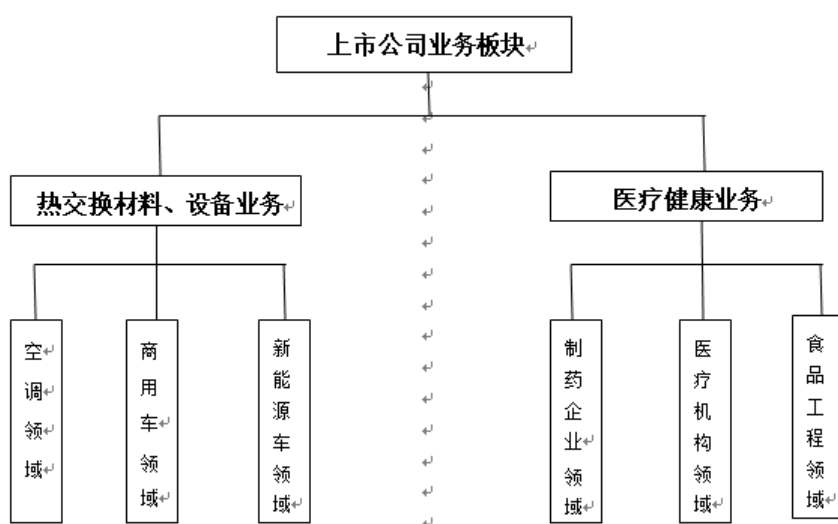 上市公司业务板块
热交换材料、设备业务
医疗健康业务
空调领域
商用车领域
新能源车领域
制药企业领域
医疗机构领域
食品工程领域